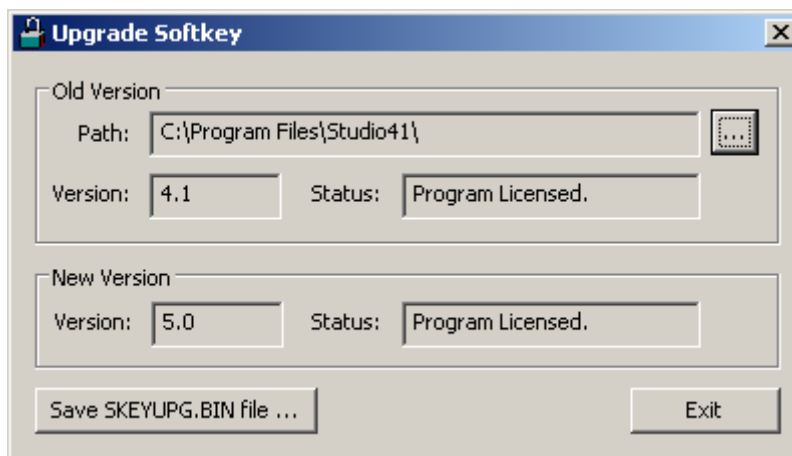 Upgrade Softkey
Old Version
Path: C:\Program Files\Studio41\ ...
Version: 4.1 Status: Program Licensed.
New Version
Version: 5.0 Status: Program Licensed.
Save SKEYUPG.BIN file ... Exit